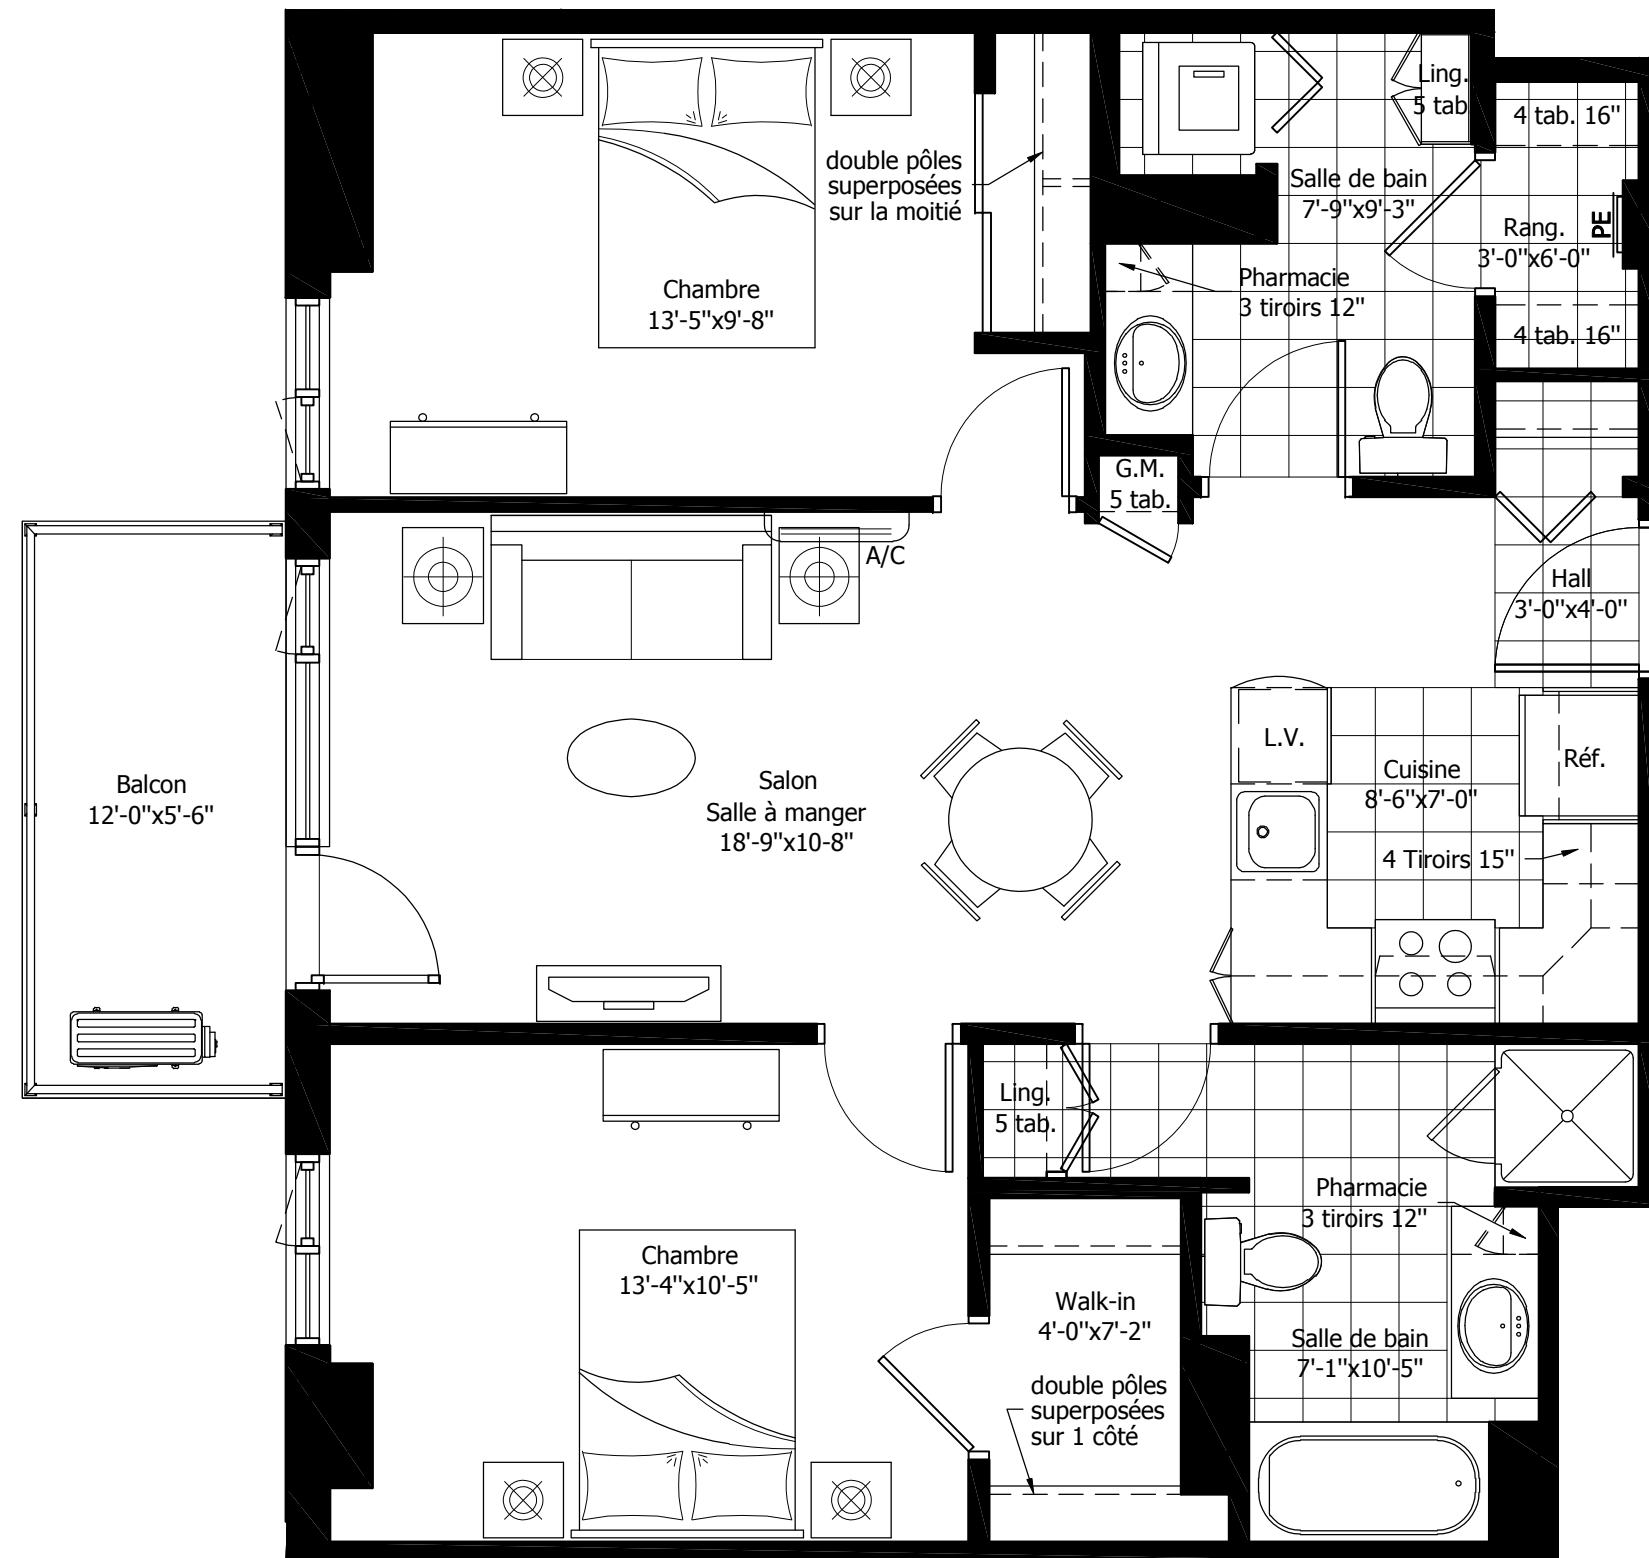 Ling.
5 tab
4 tab. 16"
double pôles
superposées
sur la moitié
Salle de bain
7'-9"x9'-3"
Rang.
3'-0"x6'-0"
PE
Chambre
13'-5"x9'-8"
Pharmacie
3 tiroirs 12"
4 tab. 16"
G.M.
5 tab.
A/C
Hall
3'-0"x4'-0"
Balcon
12'-0"x5'-6"
Salon
Salle à manger
18'-9"x10-8"
L.V.
Cuisine
8'-6"x7'-0"
Réf.
4 Tiroirs 15"
Ling.
5 tab.
Pharmacie
3 tiroirs 12"
Chambre
13'-4"x10'-5"
Walk-in
4'-0"x7'-2"
double pôles
superposées
sur 1 côté
Salle de bain
7'-1"x10'-5"